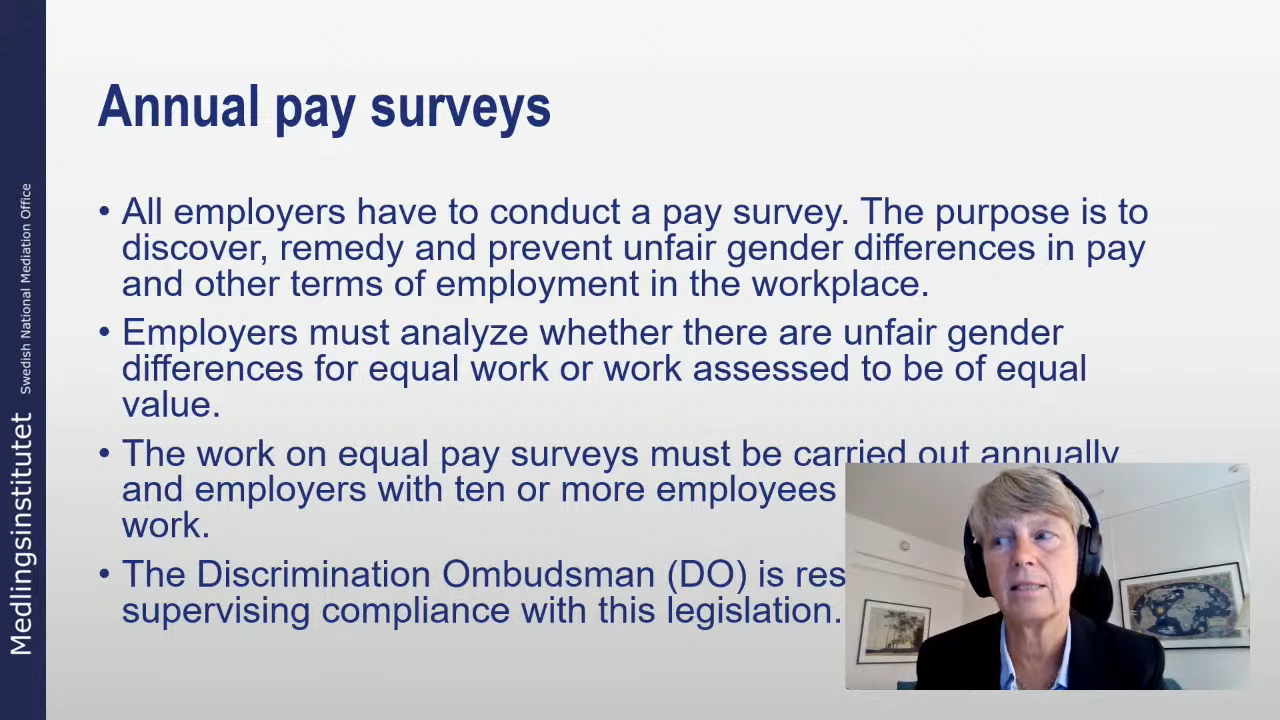 Annual pay surveys
• All employers have to conduct a pay survey. The purpose is to
discover, remedy and prevent unfair gender differences in pay
and other terms of employment in the workplace.
• Employers must analyze whether there are unfair gender
differences for equal work or work assessed to be of equal
value.
• The work on equal pay surveys must be carried out annually
and employers with ten or more employees
work.
• The Discrimination Ombudsman (DO) is res
supervising compliance with this legislation.
Medlingsinstitutet Swedish National Mediation Office